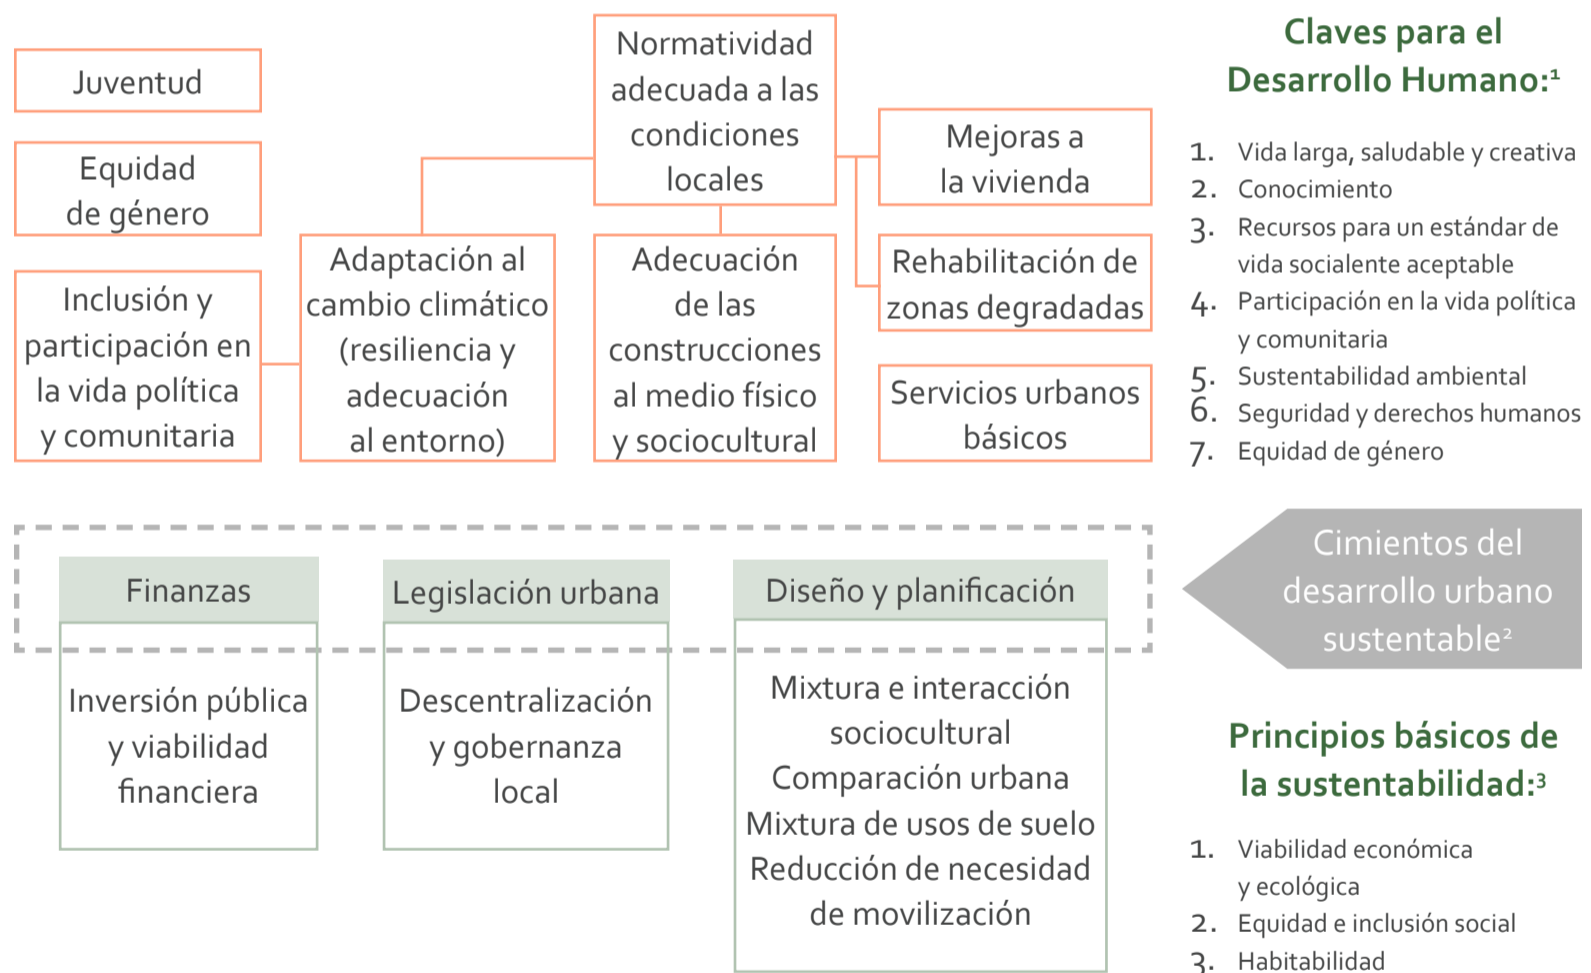 Juventud
Equidad
de género
Inclusión y
participación en
la vida política
y comunitaria
Adaptación al
cambio climático
(resiliencia y
adecuación
al entorno)
Normatividad
adecuada a las
condiciones
locales
Adecuación
de las
construcciones
al medio físico
y sociocultural
Mejoras a
la vivienda
Rehabilitación de
zonas degradadas
Servicios urbanos
básicos
Claves para el
Desarrollo Humano:¹
1. Vida larga, saludable y creativa
2. Conocimiento
3. Recursos para un estándar de
vida socialente aceptable
4. Participación en la vida política
y comunitaria
5. Sustentabilidad ambiental
6. Seguridad y derechos humanos
7. Equidad de género
Cimientos del
desarrollo urbano
sustentable²
Finanzas
Inversión pública
y viabilidad
financiera
Legislación urbana
Descentralización
y gobernanza
local
Diseño y planificación
Mixtura e interacción
sociocultural
Comparación urbana
Mixtura de usos de suelo
Reducción de necesidad
de movilización
Principios básicos de
la sustentabilidad:³
1. Viabilidad económica
y ecológica
2. Equidad e inclusión social
3. Habitabilidad